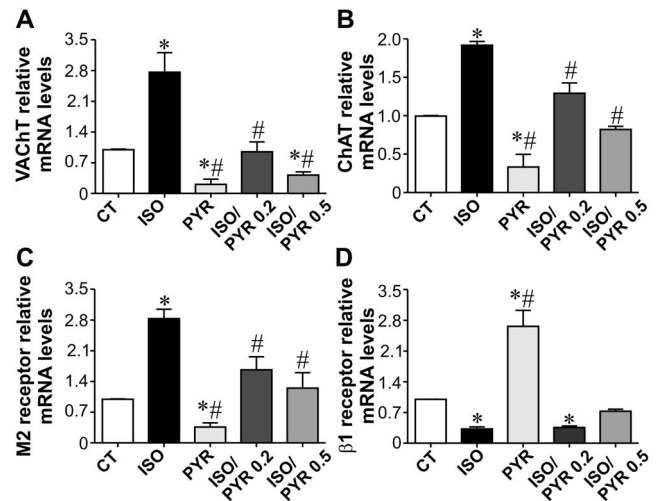 A
VAChT relative
mRNA levels
3.5
2.8
2.1
1.4
0.7
0
*
*#
#
*#
CT
ISO
PYR
ISO/
PYR 0.2
ISO/
PYR 0.5
B
ChAT relative
mRNA levels
2.0
1.5
1.0
0.5
0
*
*#
#
#
CT
ISO
PYR
ISO/
PYR 0.2
ISO/
PYR 0.5
C
M2 receptor relative
mRNA levels
3.5
2.8
2.1
1.4
0.7
0
*
*#
#
#
CT
ISO
PYR
ISO/
PYR 0.2
ISO/
PYR 0.5
D
β1 receptor relative
mRNA levels
3.5
2.8
2.1
1.4
0.7
0
*
*#
*
CT
ISO
PYR
ISO/
PYR 0.2
ISO/
PYR 0.5